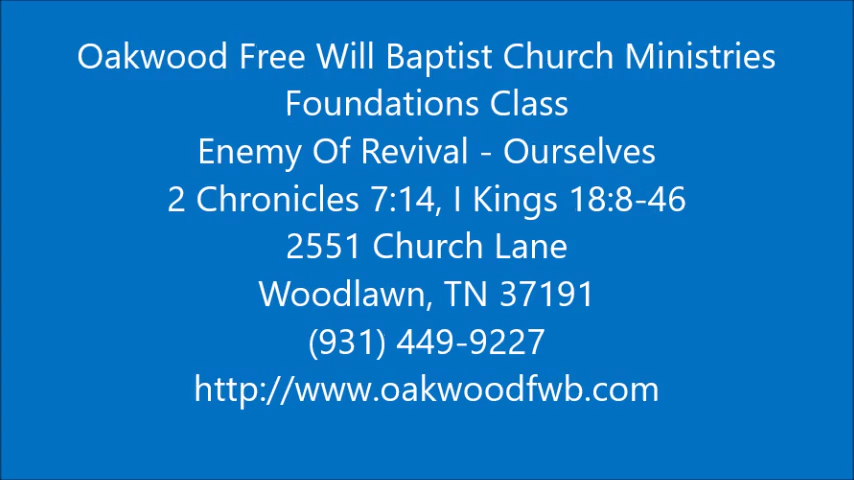 Oakwood Free Will Baptist Church Ministries
Foundations Class
Enemy Of Revival - Ourselves
2 Chronicles 7:14, I Kings 18:8-46
2551 Church Lane
Woodlawn, TN 37191
(931) 449-9227
http://www.oakwoodfwb.com